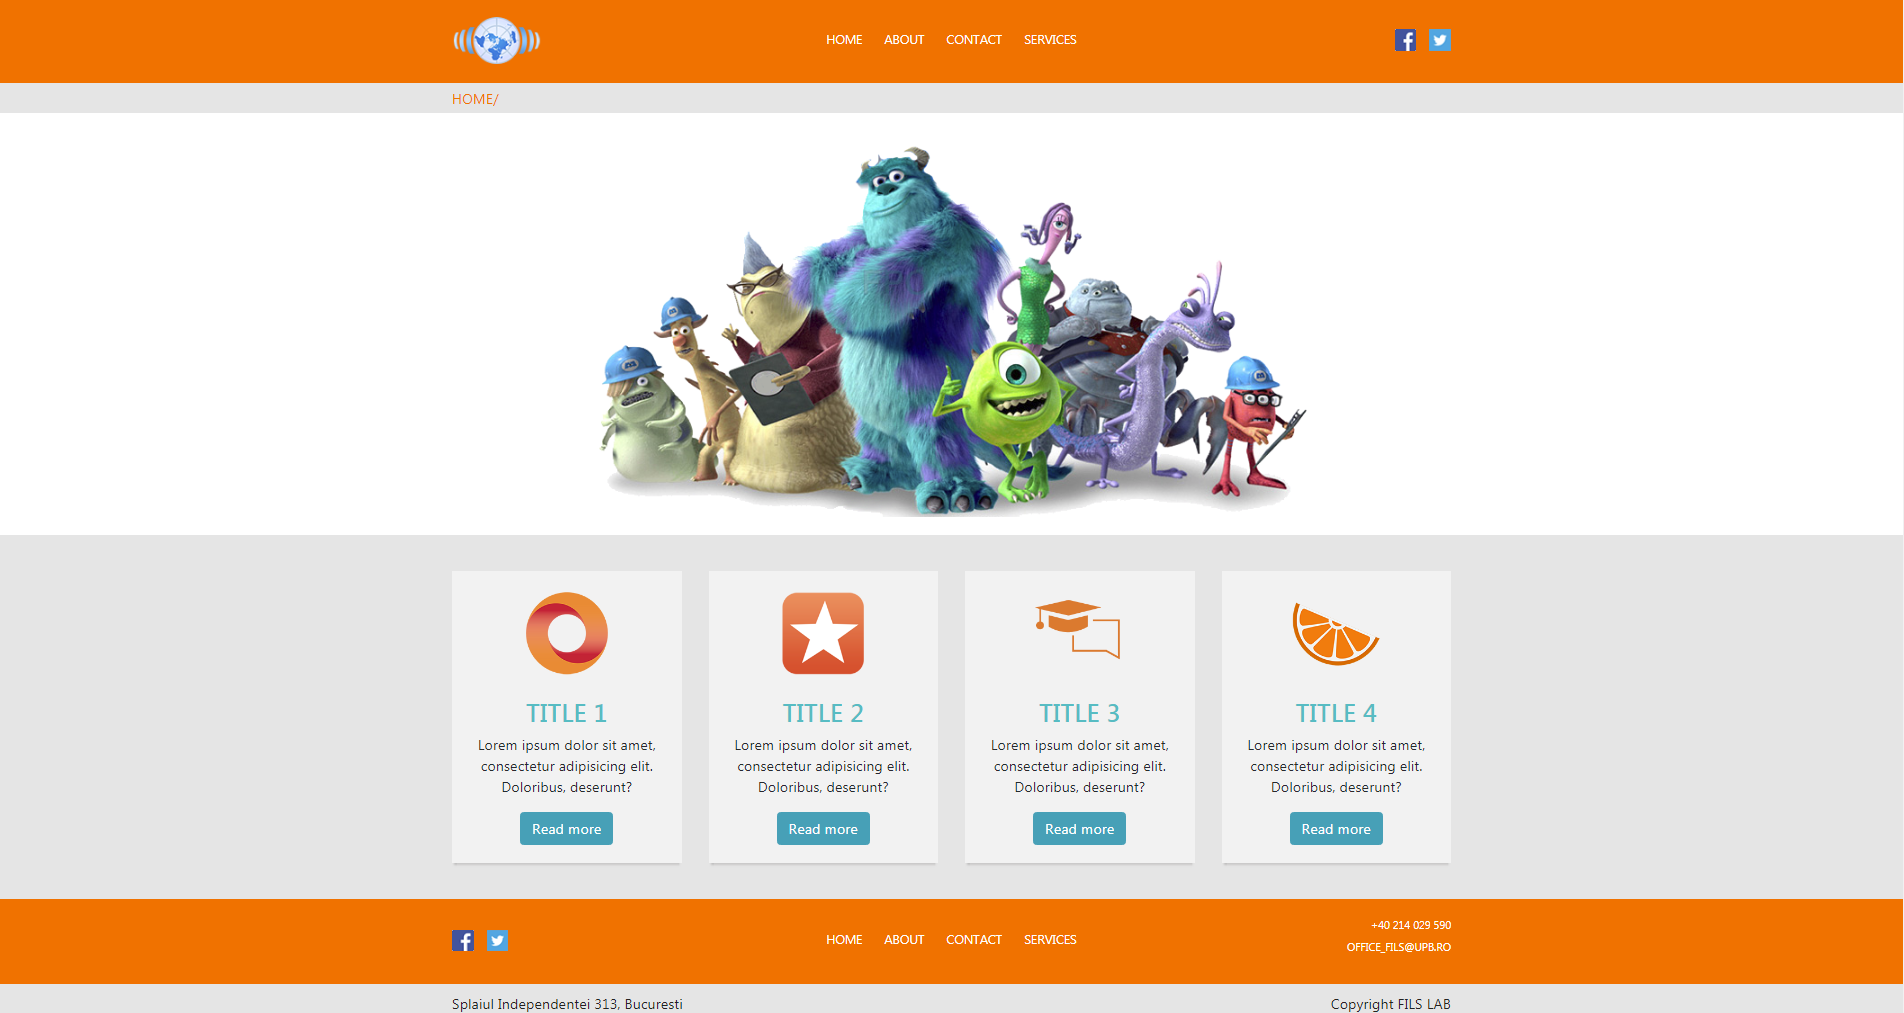 HOME ABOUT CONTACT SERVICES
HOME/
TITLE 1
Lorem ipsum dolor sit amet,
consectetur adipisicing elit.
Doloribus, deserunt?
Read more
TITLE 2
Lorem ipsum dolor sit amet,
consectetur adipisicing elit.
Doloribus, deserunt?
Read more
TITLE 3
Lorem ipsum dolor sit amet,
consectetur adipisicing elit.
Doloribus, deserunt?
Read more
TITLE 4
Lorem ipsum dolor sit amet,
consectetur adipisicing elit.
Doloribus, deserunt?
Read more
HOME ABOUT CONTACT SERVICES
+40 214 029 590
OFFICE_FILS@UPB.RO
Splaiul Independentei 313, Bucuresti
Copyright FILS LAB